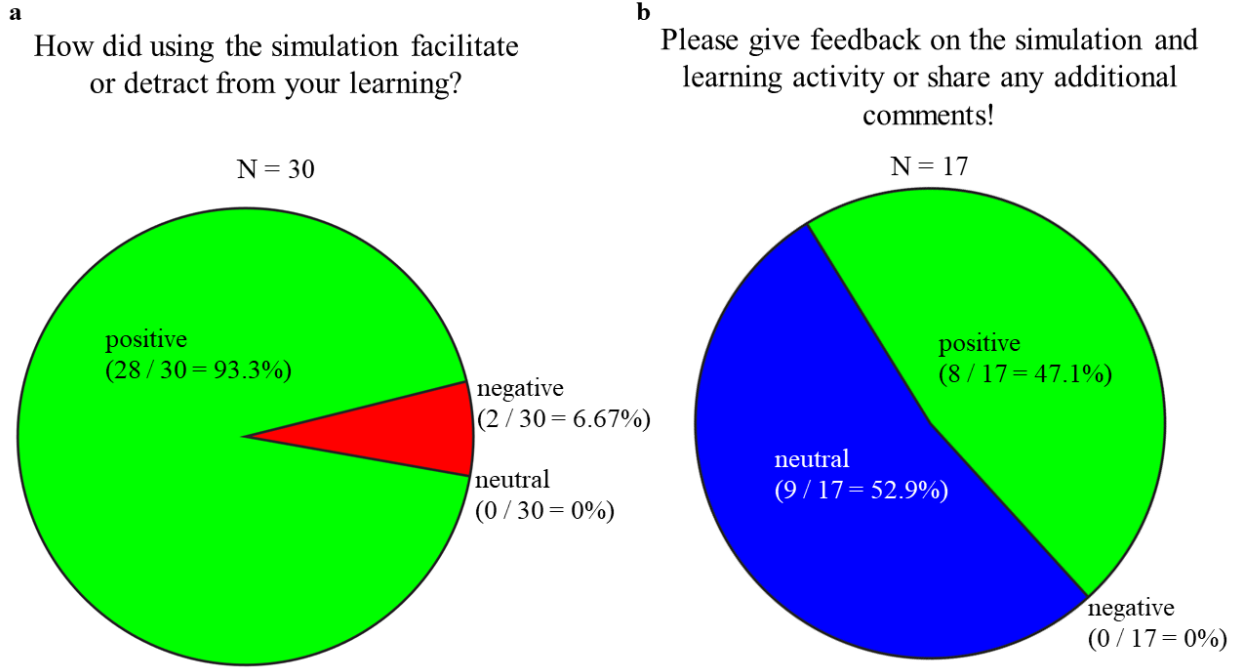 a
How did using the simulation facilitate
or detract from your learning?
N = 30
positive
(28 / 30 = 93.3%)
negative
(2 / 30 = 6.67%)
neutral
(0 / 30 = 0%)
b
Please give feedback on the simulation and
learning activity or share any additional
comments!
N = 17
positive
(8 / 17 = 47.1%)
neutral
(9 / 17 = 52.9%)
negative
(0 / 17 = 0%)